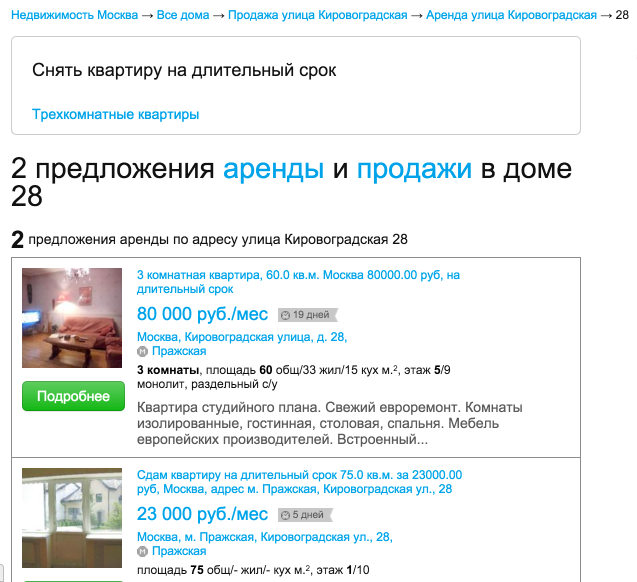 Недвижимость Москва → Все дома → Продажа улица Кировоградская → Аренда улица Кировоградская → 28
Снять квартиру на длительный срок
Трехкомнатные квартиры
2 предложения аренды и продажи в доме
28
2 предложения аренды по адресу улица Кировоградская 28
3 комнатная квартира, 60.0 кв.м. Москва 80000.00 руб, на
длительный срок
80 000 руб./мес 19 дней
Москва, Кировоградская улица, д. 28,
М Пражская
3 комнаты, площадь 60 общ/33 жил/15 кух м.², этаж 5/9
монолит, раздельный с/у
Подробнее
Квартира студийного плана. Свежий евроремонт. Комнаты
изолированные, гостинная, столовая, спальня. Мебель
европейских производителей. Встроенный...
Сдам квартиру на длительный срок 75.0 кв.м. за 23000.00
руб, Москва, адрес м. Пражская, Кировоградская ул., 28
23 000 руб./мес 5 дней
Москва, м. Пражская, Кировоградская ул., 28,
М Пражская
площадь 75 общ/- жил/- кух м.², этаж 1/10